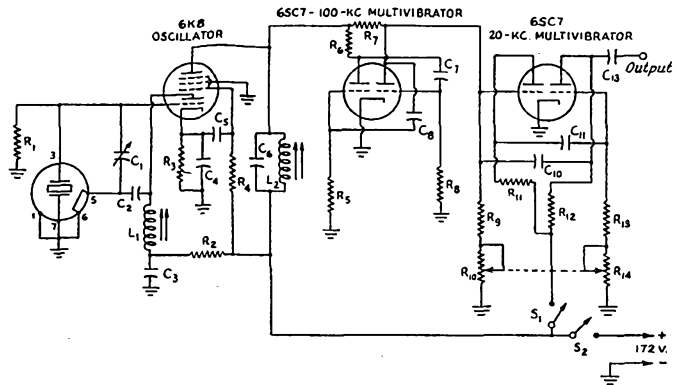 6K8
OSCILLATOR
6SC7-100-KC MULTIVIBRATOR
6SC7
20-KC. MULTIVIBRATOR
R6
R7
C7
C8
C13
Output
R1
3
C1
C2
1
7
6
5
L1
C3
R2
R3
C4
C5
R4
C6
L2
R5
R8
C11
C10
R11
R12
R9
R10
R13
R14
S1
S2
+
172 V.
-